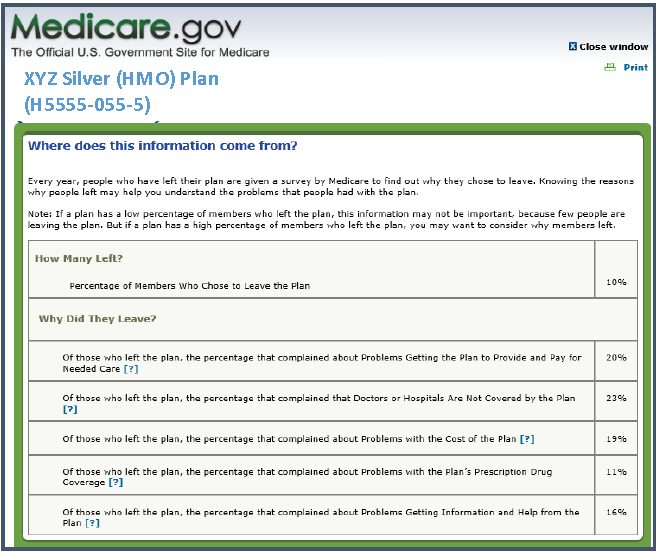 Medicare.gov
The Official U.S. Government Site for Medicare
Close window
Print
XYZ Silver (HMO) Plan
(H5555-055-5)
Where does this information come from?
Every year, people who have left their plan are given a survey by Medicare to find out why they chose to leave. Knowing the reasons
why people left may help you understand the problems that people had with the plan.
Note: If a plan has a low percentage of members who left the plan, this information may not be important, because few people are
leaving the plan. But if a plan has a high percentage of members who left the plan, you may want to consider why members left.
How Many Left?
Percentage of Members Who Chose to Leave the Plan
10%
Why Did They Leave?
Of those who left the plan, the percentage that complained about Problems Getting the Plan to Provide and Pay for
Needed Care [?]
20%
Of those who left the plan, the percentage that complained that Doctors or Hospitals Are Not Covered by the Plan
[?]
23%
Of those who left the plan, the percentage that complained about Problems with the Cost of the Plan [?]
19%
Of those who left the plan, the percentage that complained about Problems with the Plan's Prescription Drug
Coverage [?]
11%
Of those who left the plan, the percentage that complained about Problems Getting Information and Help from the
Plan [?]
16%